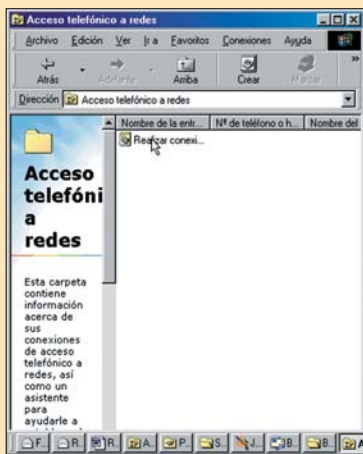 Acceso telefónico a redes
Archivo Edición Ver Ir a Favoritos Conexiones Ayuda
Atrás Adelante Arriba Crear Marcar »
Dirección Acceso telefónico a redes
Nombre de la entr... Nº de teléfono o h... Nombre del
Realizar conexi...
Acceso
telefóni
a
redes
Esta carpeta
contiene
información
acerca de
sus
conexiones
de acceso
telefónico a
redes, así
como un
asistente
para
ayudarle a
F... R... R... A... P... S... J... B... B... A